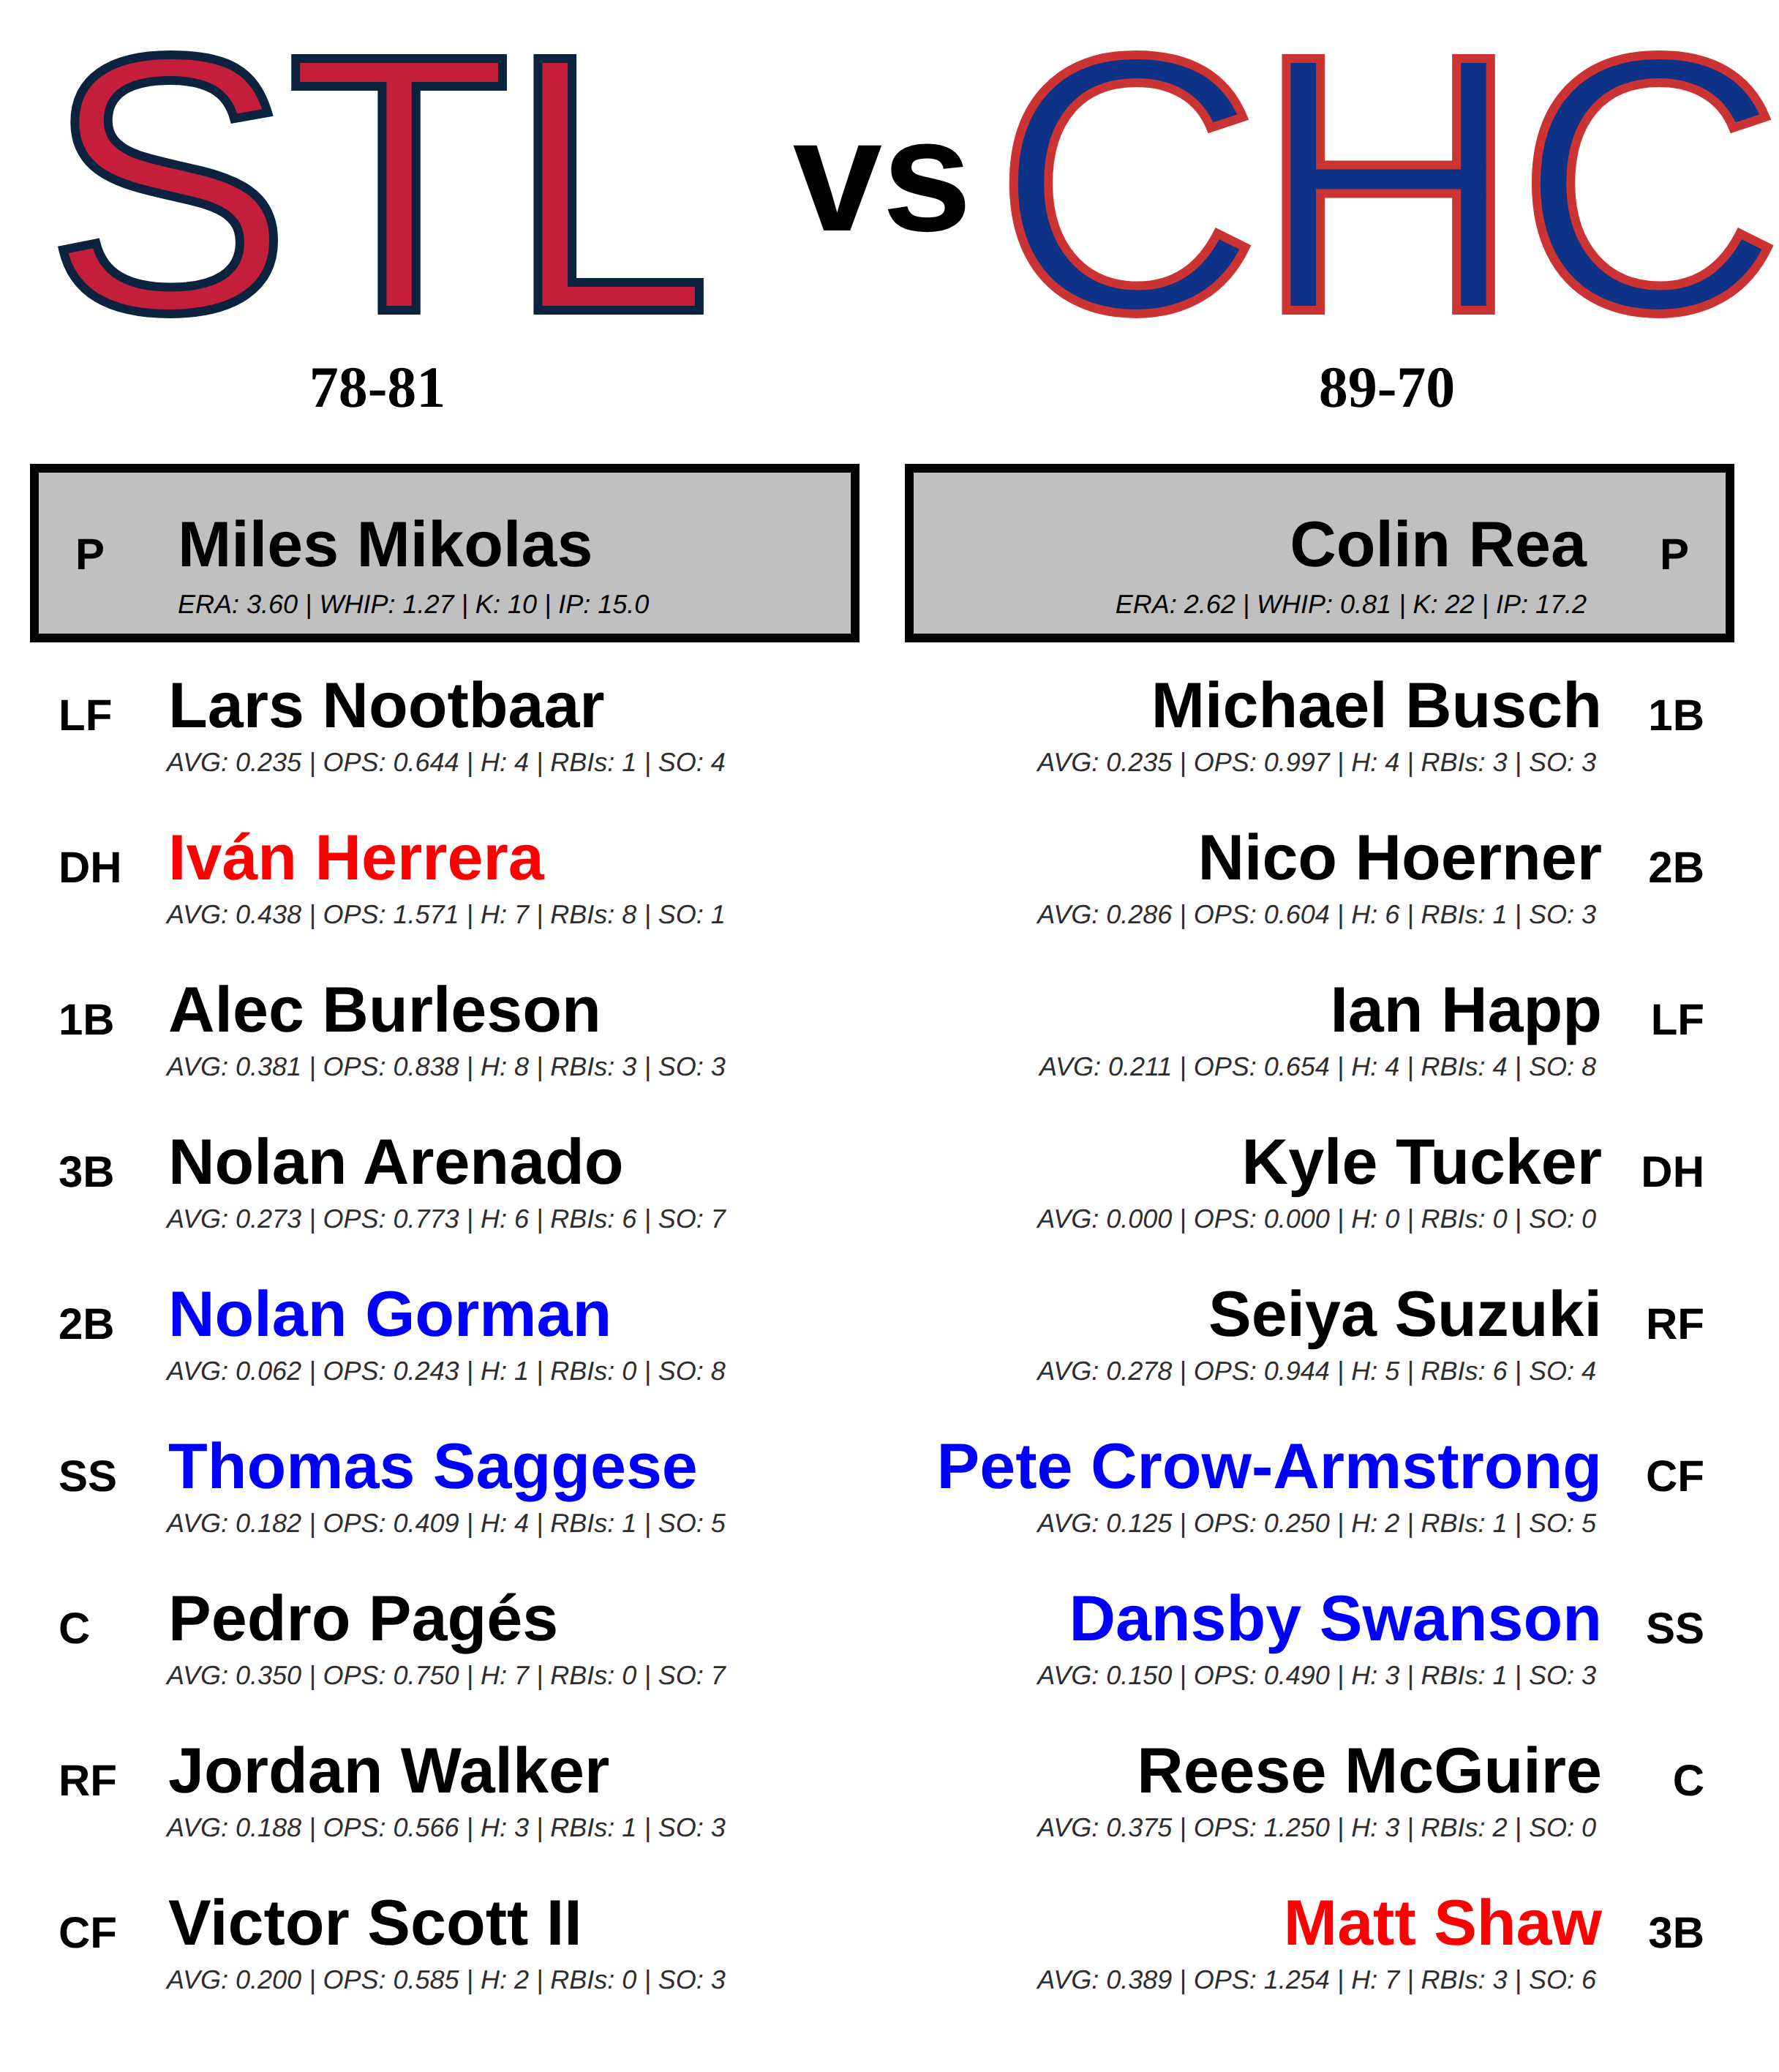 STL vs CHC
78-81 89-70
P Miles Mikolas
ERA: 3.60 | WHIP: 1.27 | K: 10 | IP: 15.0
Colin Rea P
ERA: 2.62 | WHIP: 0.81 | K: 22 | IP: 17.2
LF Lars Nootbaar
AVG: 0.235 | OPS: 0.644 | H: 4 | RBIs: 1 | SO: 4
DH Iván Herrera
AVG: 0.438 | OPS: 1.571 | H: 7 | RBIs: 8 | SO: 1
1B Alec Burleson
AVG: 0.381 | OPS: 0.838 | H: 8 | RBIs: 3 | SO: 3
3B Nolan Arenado
AVG: 0.273 | OPS: 0.773 | H: 6 | RBIs: 6 | SO: 7
2B Nolan Gorman
AVG: 0.062 | OPS: 0.243 | H: 1 | RBIs: 0 | SO: 8
SS Thomas Saggese
AVG: 0.182 | OPS: 0.409 | H: 4 | RBIs: 1 | SO: 5
C Pedro Pagés
AVG: 0.350 | OPS: 0.750 | H: 7 | RBIs: 0 | SO: 7
RF Jordan Walker
AVG: 0.188 | OPS: 0.566 | H: 3 | RBIs: 1 | SO: 3
CF Victor Scott II
AVG: 0.200 | OPS: 0.585 | H: 2 | RBIs: 0 | SO: 3
Michael Busch 1B
AVG: 0.235 | OPS: 0.997 | H: 4 | RBIs: 3 | SO: 3
Nico Hoerner 2B
AVG: 0.286 | OPS: 0.604 | H: 6 | RBIs: 1 | SO: 3
Ian Happ LF
AVG: 0.211 | OPS: 0.654 | H: 4 | RBIs: 4 | SO: 8
Kyle Tucker DH
AVG: 0.000 | OPS: 0.000 | H: 0 | RBIs: 0 | SO: 0
Seiya Suzuki RF
AVG: 0.278 | OPS: 0.944 | H: 5 | RBIs: 6 | SO: 4
Pete Crow-Armstrong CF
AVG: 0.125 | OPS: 0.250 | H: 2 | RBIs: 1 | SO: 5
Dansby Swanson SS
AVG: 0.150 | OPS: 0.490 | H: 3 | RBIs: 1 | SO: 3
Reese McGuire C
AVG: 0.375 | OPS: 1.250 | H: 3 | RBIs: 2 | SO: 0
Matt Shaw 3B
AVG: 0.389 | OPS: 1.254 | H: 7 | RBIs: 3 | SO: 6